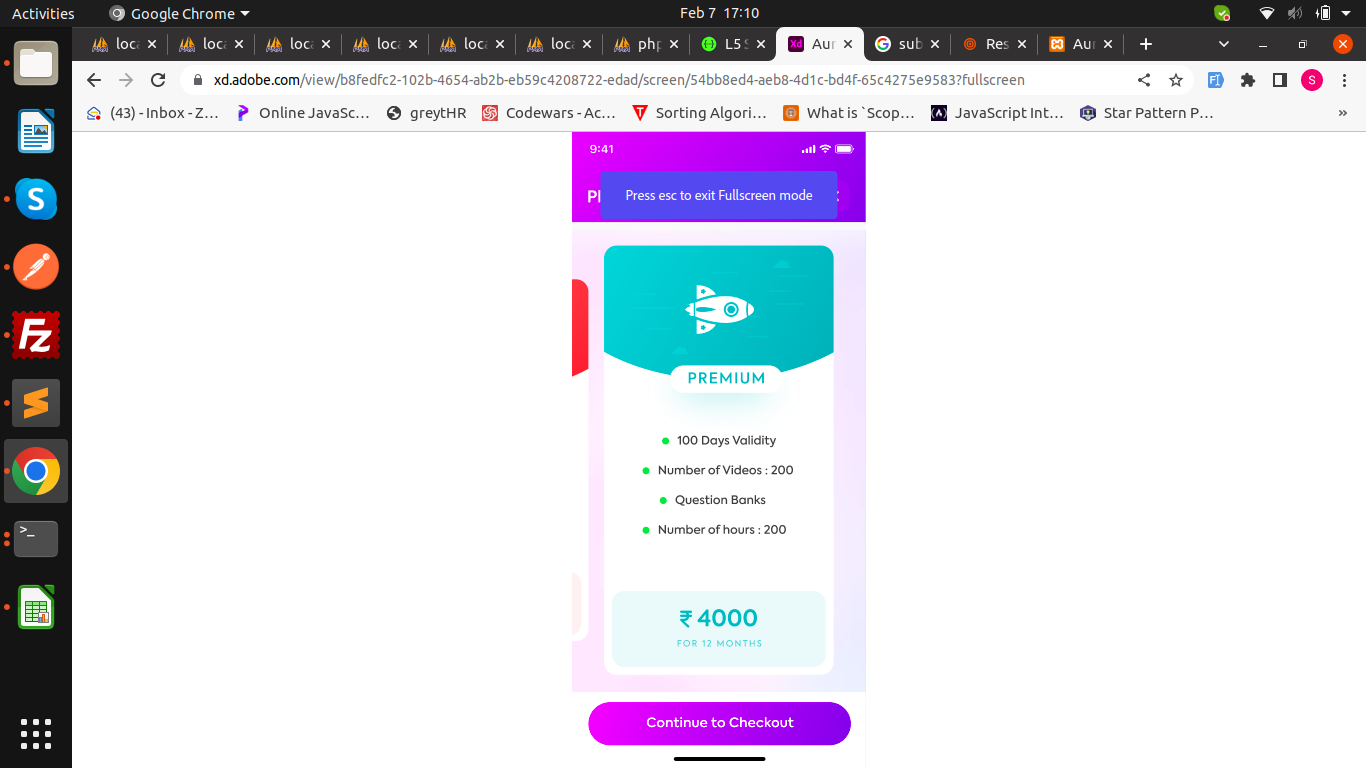 Activities Google Chrome Feb 7 17:10
loca loca loca loca loca loca php L5 S Xd Aur sub Res Aur
xd.adobe.com/view/b8fedfc2-102b-4654-ab2b-eb59c4208722-edad/screen/54bb8ed4-aeb8-4d1c-bd4f-65c4275e9583?fullscreen S
(43) - Inbox - Z… Online JavaSc… greytHR Codewars - Ac… Sorting Algori… What is `Scop… JavaScript Int… Star Pattern P… »
9:41
Pl
Press esc to exit Fullscreen mode
PREMIUM
100 Days Validity
Number of Videos : 200
Question Banks
Number of hours : 200
₹ 4000
FOR 12 MONTHS
Continue to Checkout